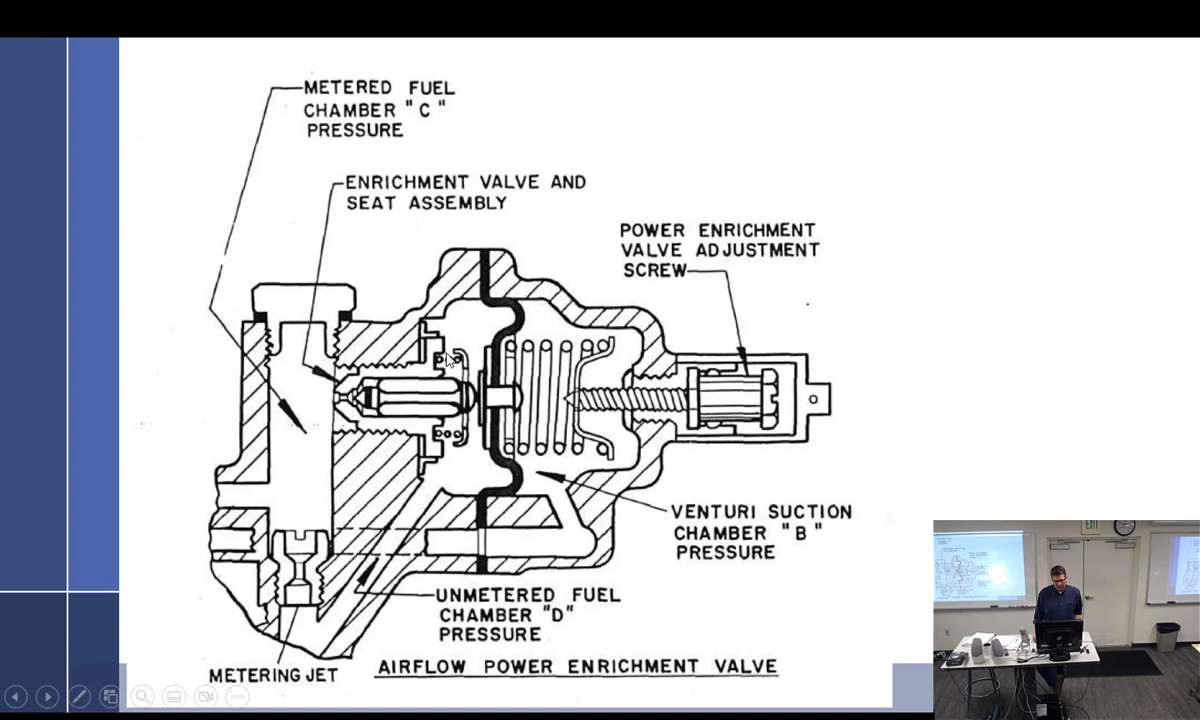 METERED FUEL
CHAMBER "C"
PRESSURE
ENRICHMENT VALVE AND
SEAT ASSEMBLY
POWER ENRICHMENT
VALVE ADJUSTMENT
SCREW
VENTURI SUCTION
CHAMBER "B"
PRESSURE
UNMETERED FUEL
CHAMBER "D"
PRESSURE
METERING JET
AIRFLOW POWER ENRICHMENT VALVE
EXIT